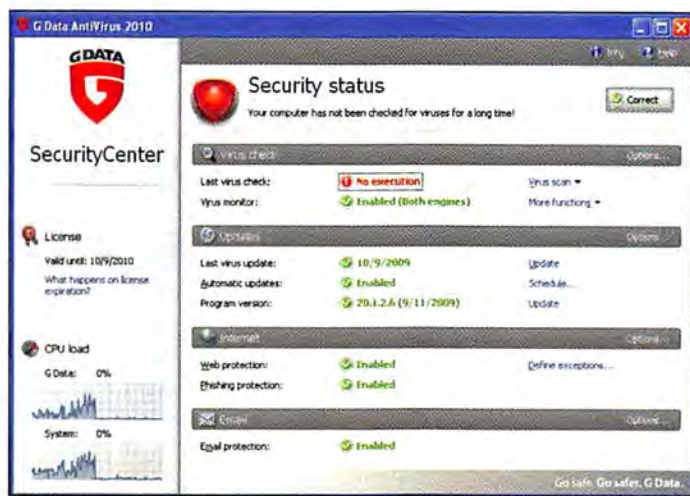 G Data AntiVirus 2010
Info Help
GDATA
G
SecurityCenter
Security status
Your computer has not been checked for viruses for a long time!
Correct
Virus check Options...
Last virus check: No execution Virus scan
Virus monitor: Enabled (Both engines) More functions
License
Valid until: 10/9/2010
What happens on license
expiration?
Updates Options...
Last virus update: 10/9/2009 Update
Automatic updates: Enabled Schedule...
Program version: 20.1.2.6 (9/11/2009) Update
Internet Options...
Web protection: Enabled Define exceptions...
Phishing protection: Enabled
CPU load
G Data: 0%
System: 0%
Email Options...
Email protection: Enabled
Go safe. Go safer. G Data.